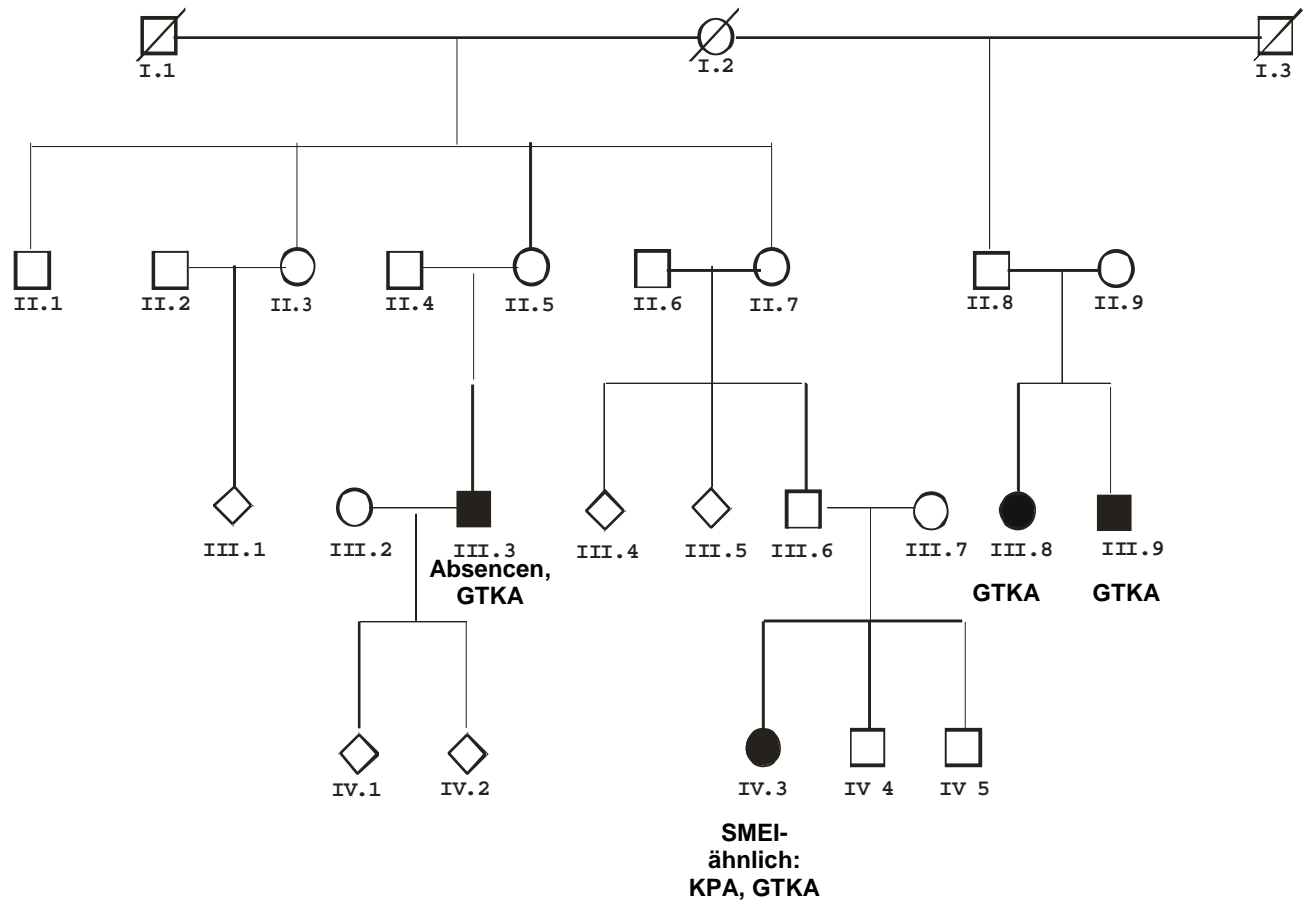 I.1
I.2
I.3
II.1
II.2
II.3
II.4
II.5
II.6
II.7
II.8
II.9
III.1
III.2
III.3
III.4
III.5
III.6
III.7
III.8
III.9
Absencen,
GTKA
GTKA
GTKA
IV.1
IV.2
IV.3
IV 4
IV 5
SMEI-
ähnlich:
KPA, GTKA